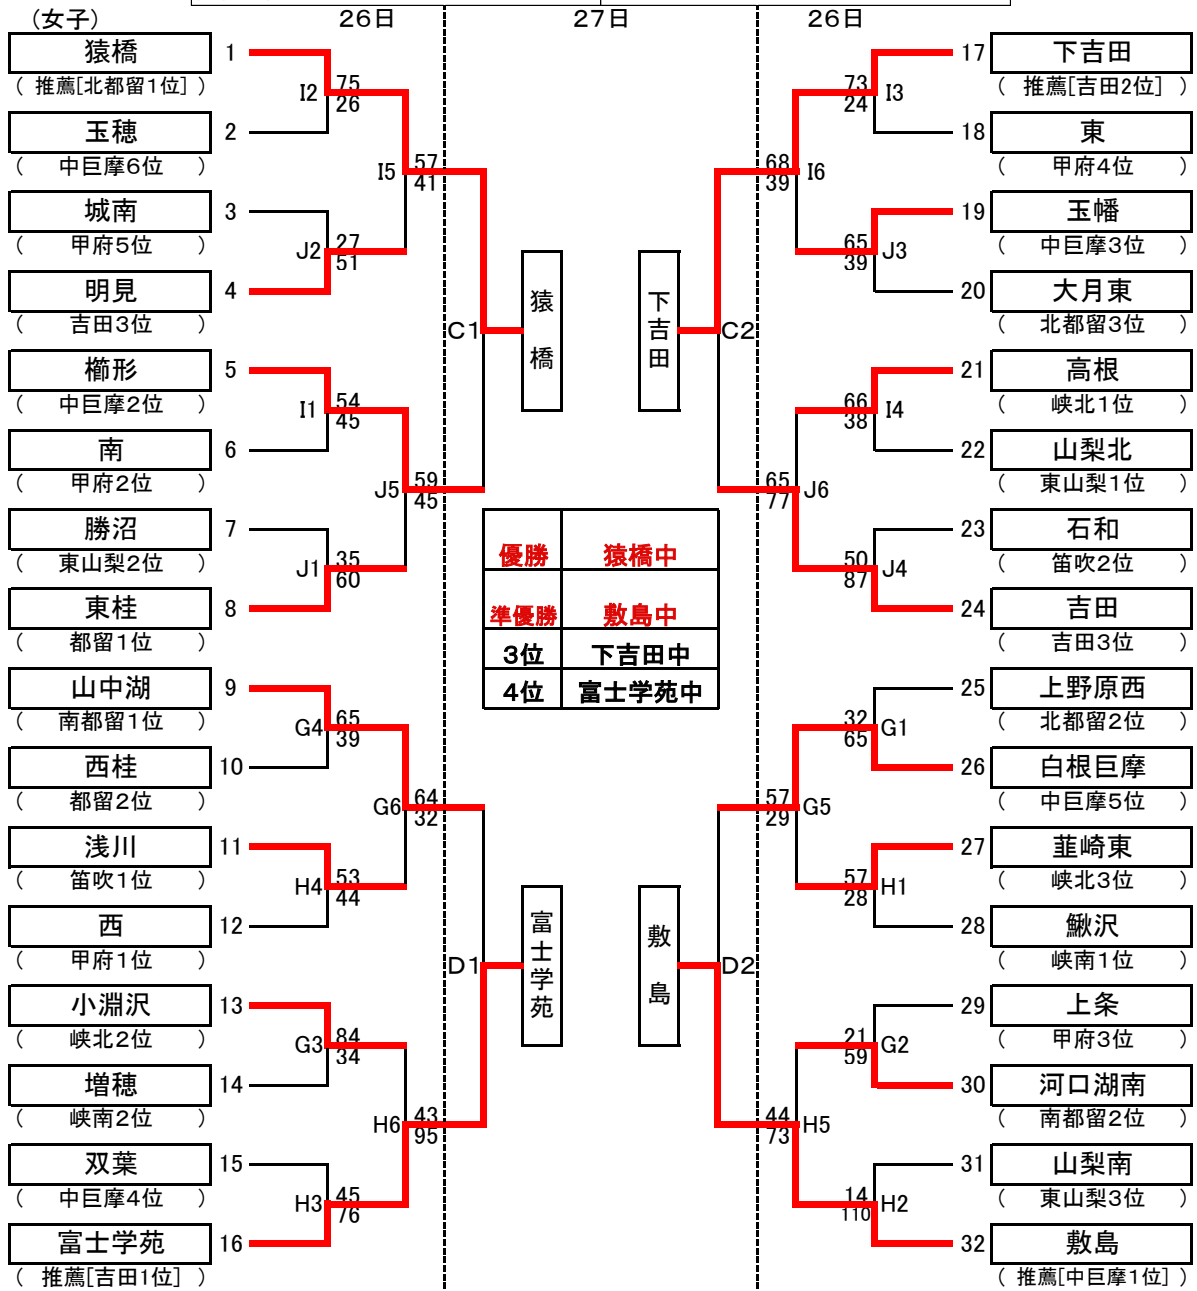 (女子)
26日
27日
26日
猿橋
1
( 推薦[北都留1位] )
I2
75
26
玉穂
2
( 中巨摩6位 )
I5
57
41
城南
3
( 甲府5位 )
J2
27
51
明見
4
( 吉田3位 )
C1
猿橋
櫛形
5
( 中巨摩2位 )
I1
54
45
南
6
( 甲府2位 )
J5
59
45
勝沼
7
( 東山梨2位 )
J1
35
60
東桂
8
( 都留1位 )
山中湖
9
( 南都留1位 )
G4
65
39
西桂
10
( 都留2位 )
G6
64
32
浅川
11
( 笛吹1位 )
H4
53
44
西
12
( 甲府1位 )
D1
富士学苑
小淵沢
13
( 峡北2位 )
G3
84
34
増穂
14
( 峡南2位 )
H6
43
95
双葉
15
( 中巨摩4位 )
H3
45
76
富士学苑
16
( 推薦[吉田1位] )
優勝 猿橋中
準優勝 敷島中
3位 下吉田中
4位 富士学苑中
17
下吉田
( 推薦[吉田2位] )
73
24
I3
18
東
( 甲府4位 )
68
39
I6
19
玉幡
( 中巨摩3位 )
65
39
J3
20
大月東
( 北都留3位 )
下吉田
C2
21
高根
( 峡北1位 )
66
38
I4
22
山梨北
( 東山梨1位 )
65
77
J6
23
石和
( 笛吹2位 )
50
87
J4
24
吉田
( 吉田3位 )
25
上野原西
( 北都留2位 )
32
65
G1
26
白根巨摩
( 中巨摩5位 )
57
29
G5
27
韮崎東
( 峡北3位 )
57
28
H1
28
鰍沢
( 峡南1位 )
敷島
D2
29
上条
( 甲府3位 )
21
59
G2
30
河口湖南
( 南都留2位 )
44
73
H5
31
山梨南
( 東山梨3位 )
14
110
H2
32
敷島
( 推薦[中巨摩1位] )